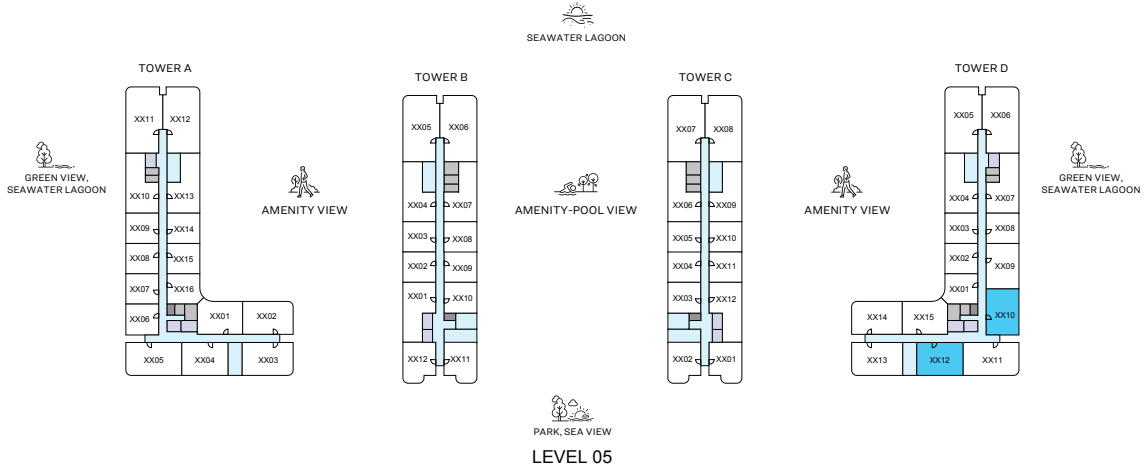 SEAWATER LAGOON
TOWER A
TOWER B
TOWER C
TOWER D
XX11 XX12
XX05 XX06
XX07 XX08
XX05 XX06
GREEN VIEW,
SEAWATER LAGOON
GREEN VIEW,
SEAWATER LAGOON
XX10 XX13
AMENITY VIEW
XX04 XX07
AMENITY-POOL VIEW
XX06 XX09
AMENITY VIEW
XX04 XX07
XX09 XX14
XX03 XX08
XX05 XX10
XX03 XX08
XX08 XX15
XX02 XX09
XX04 XX11
XX02 XX09
XX07 XX16
XX01 XX10
XX03 XX12
XX01 XX10
XX06 XX01 XX02
XX14 XX15
XX05 XX04 XX03
XX12 XX11
XX02 XX01
XX13 XX12 XX11
PARK, SEA VIEW
LEVEL 05